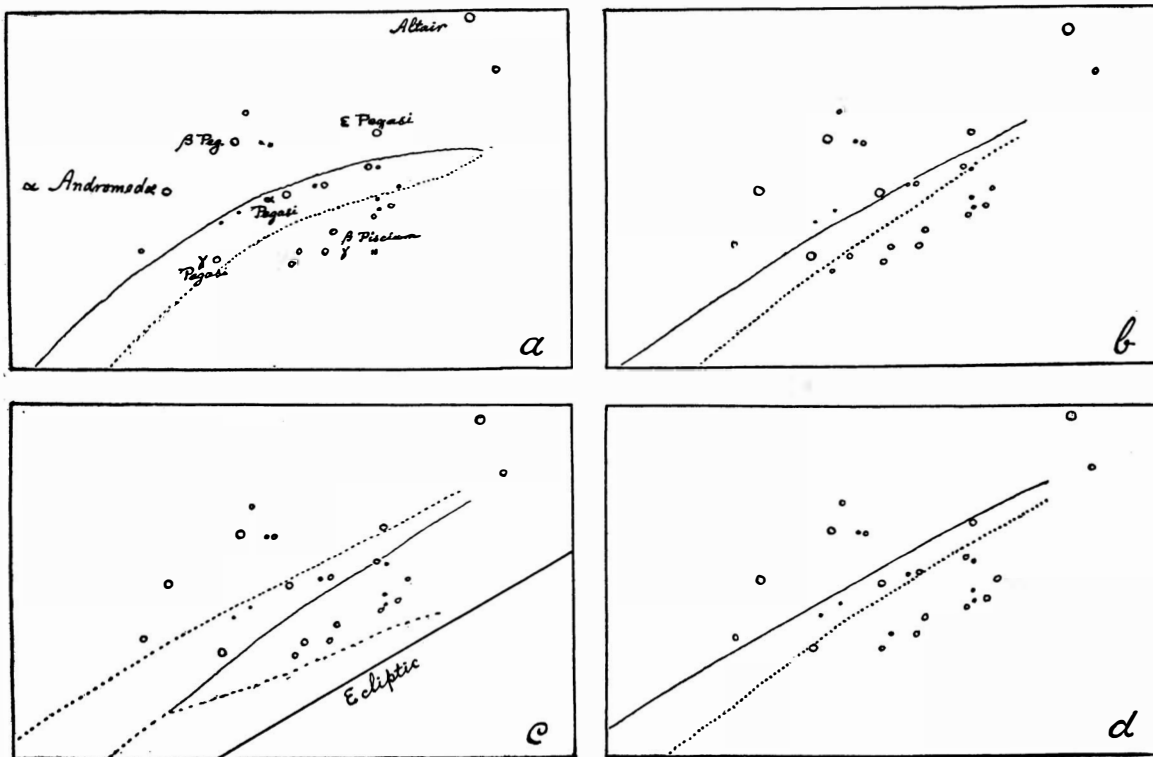 Altair
β Peg.
ε Pegasi
α Andromedæ
α
Pegasi
β Piscium
γ
γ
Pegasi
a
b
Ecliptic
c
d